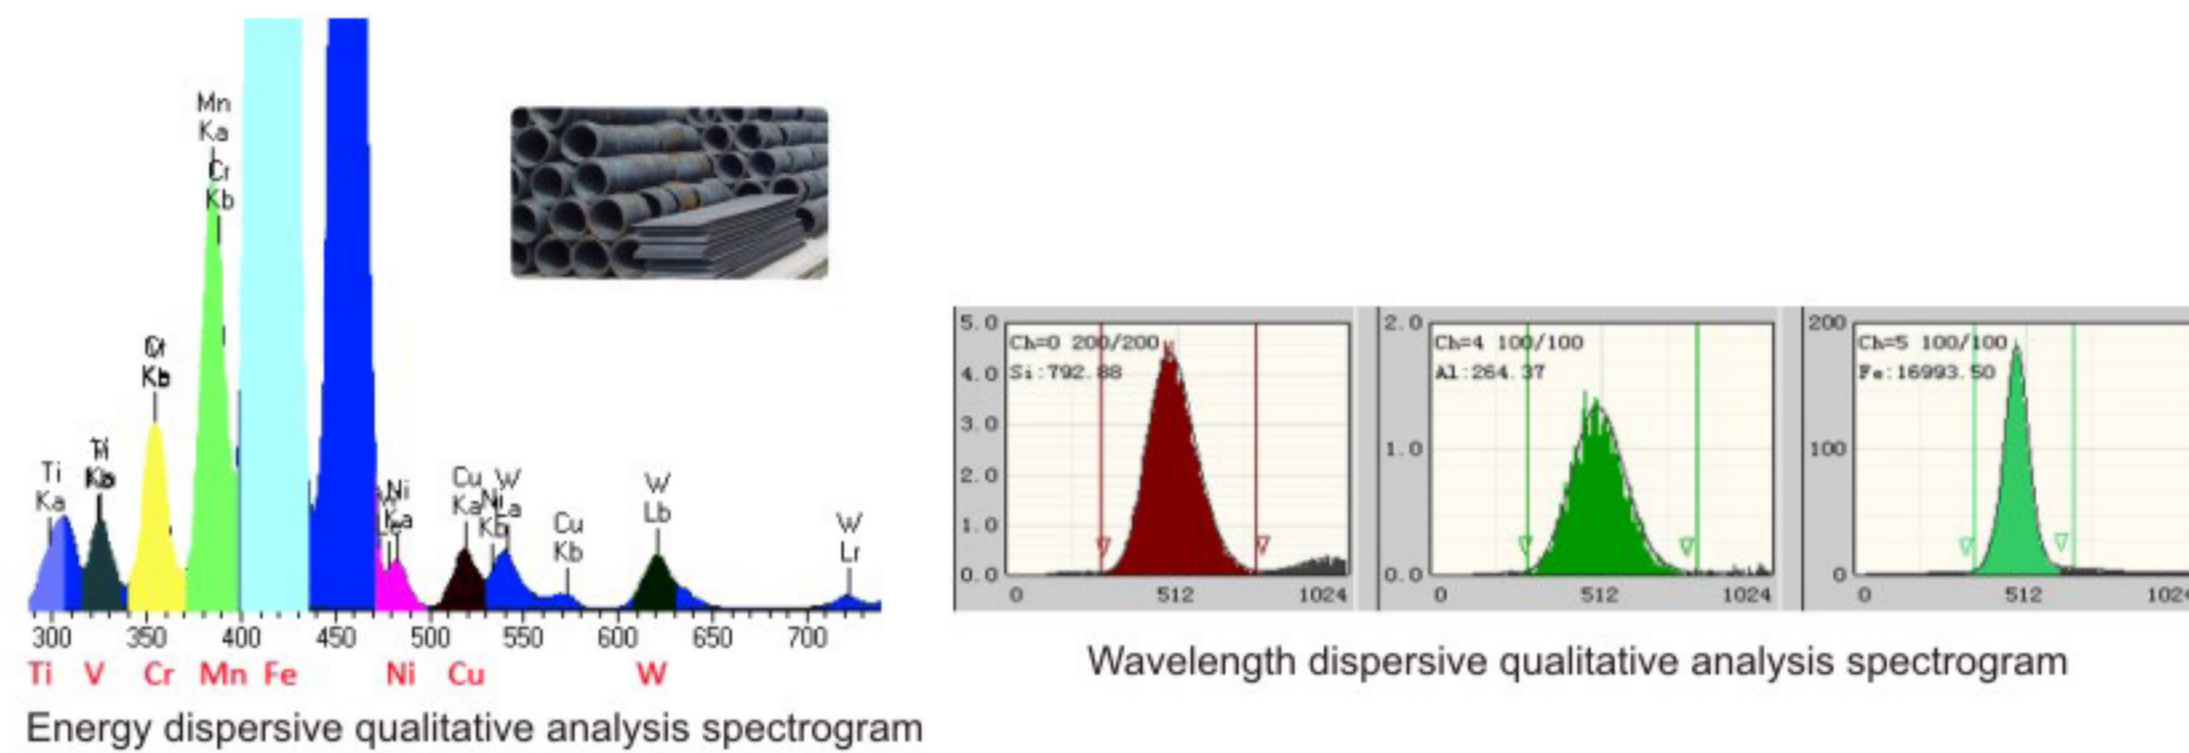 Mn
Ka
Cr
Kb
Kb
Ti
Ka
Ti
Ni
Ka
Cu
Ka
Ni
Kb
W
La
Cu
Kb
W
Lb
W
Lr
300 350 400 450 500 550 600 650 700
Ti V Cr Mn Fe Ni Cu W
Energy dispersive qualitative analysis spectrogram
5.0
4.0
3.0
2.0
1.0
0.0
Ch=0 200/200
Si:792.88
0 512 1024
2.0
1.0
0.0
Ch=4 100/100
Al:264.37
0 512 1024
200
100
0
Ch=5 100/100
Fe:16993.50
0 512 1024
Wavelength dispersive qualitative analysis spectrogram